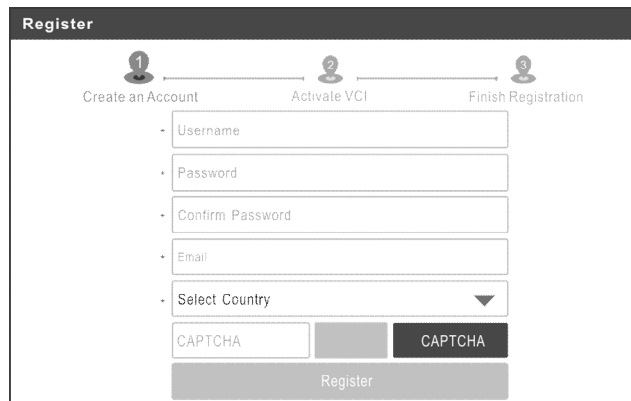 Register
1 2 3
Create an Account Activate VCI Finish Registration
* Username
* Password
* Confirm Password
* Email
* Select Country
CAPTCHA CAPTCHA
Register